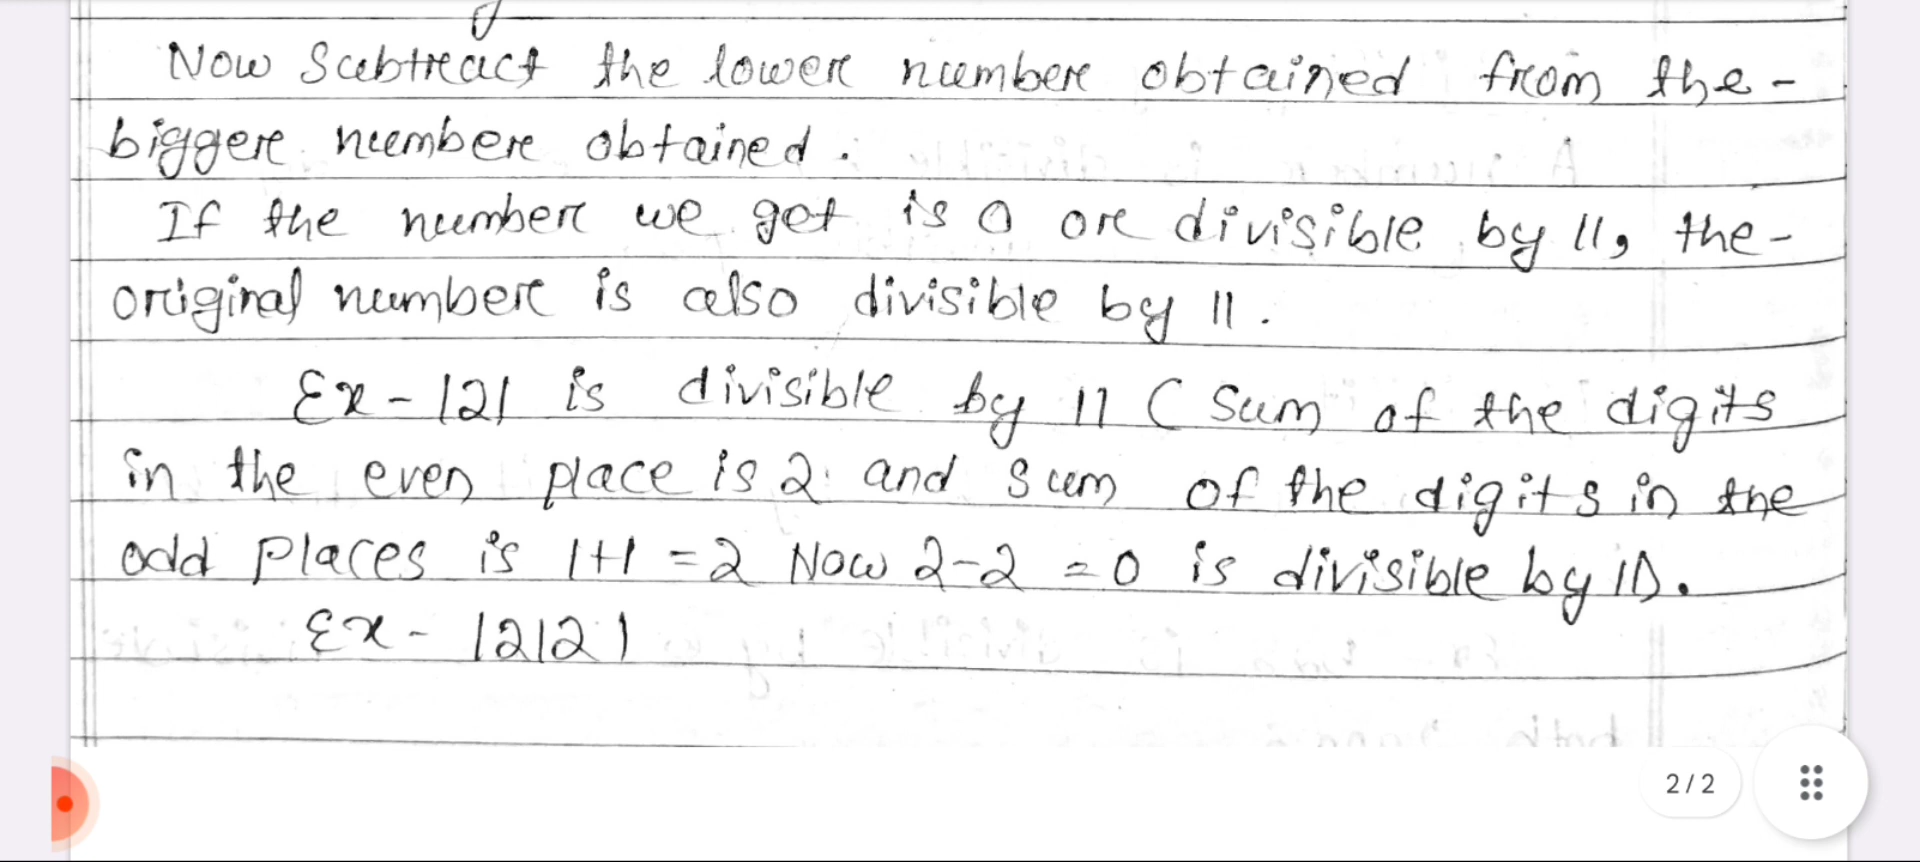 Now Subtract the lower number obtained from the-
bigger number obtained.
If the number we get is 0 or divisible by 11, the-
original number is also divisible by 11.
Ex - 121 is divisible by 11 ( Sum of the digits
in the even place is 2 and Sum of the digits in the
odd places is 1+1 = 2 Now 2-2 = 0 is divisible by 11).
Ex - 12121
2 / 2